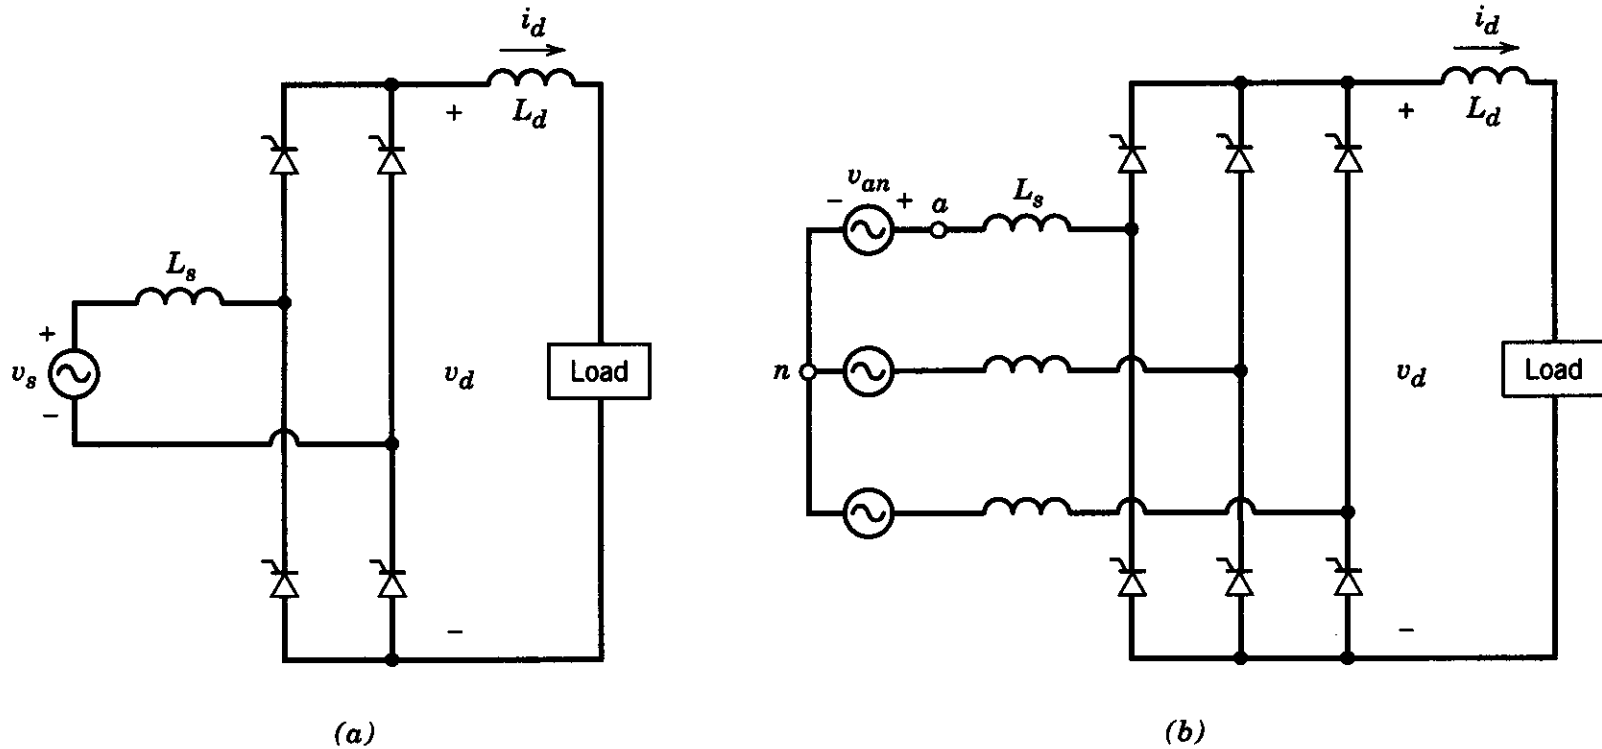 i_d
+
L_d
L_s
+
v_s
−
v_d
Load
−
(a)
i_d
+
L_d
v_an
− +
a
L_s
n
v_d
Load
−
(b)